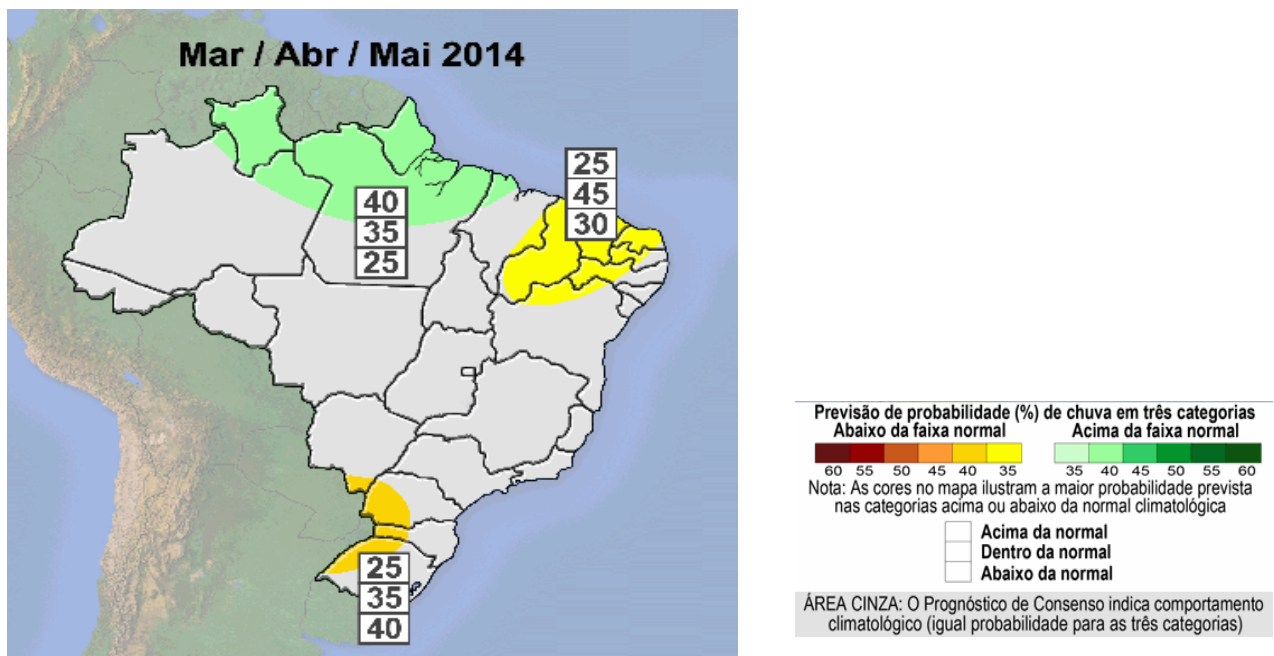 Mar / Abr / Mai 2014
25
45
30
40
35
25
25
35
40
Previsão de probabilidade (%) de chuva em três categorias
Abaixo da faixa normal Acima da faixa normal
60 55 50 45 40 35 35 40 45 50 55 60
Nota: As cores no mapa ilustram a maior probabilidade prevista
nas categorias acima ou abaixo da normal climatológica
Acima da normal
Dentro da normal
Abaixo da normal
ÁREA CINZA: O Prognóstico de Consenso indica comportamento
climatológico (igual probabilidade para as três categorias)